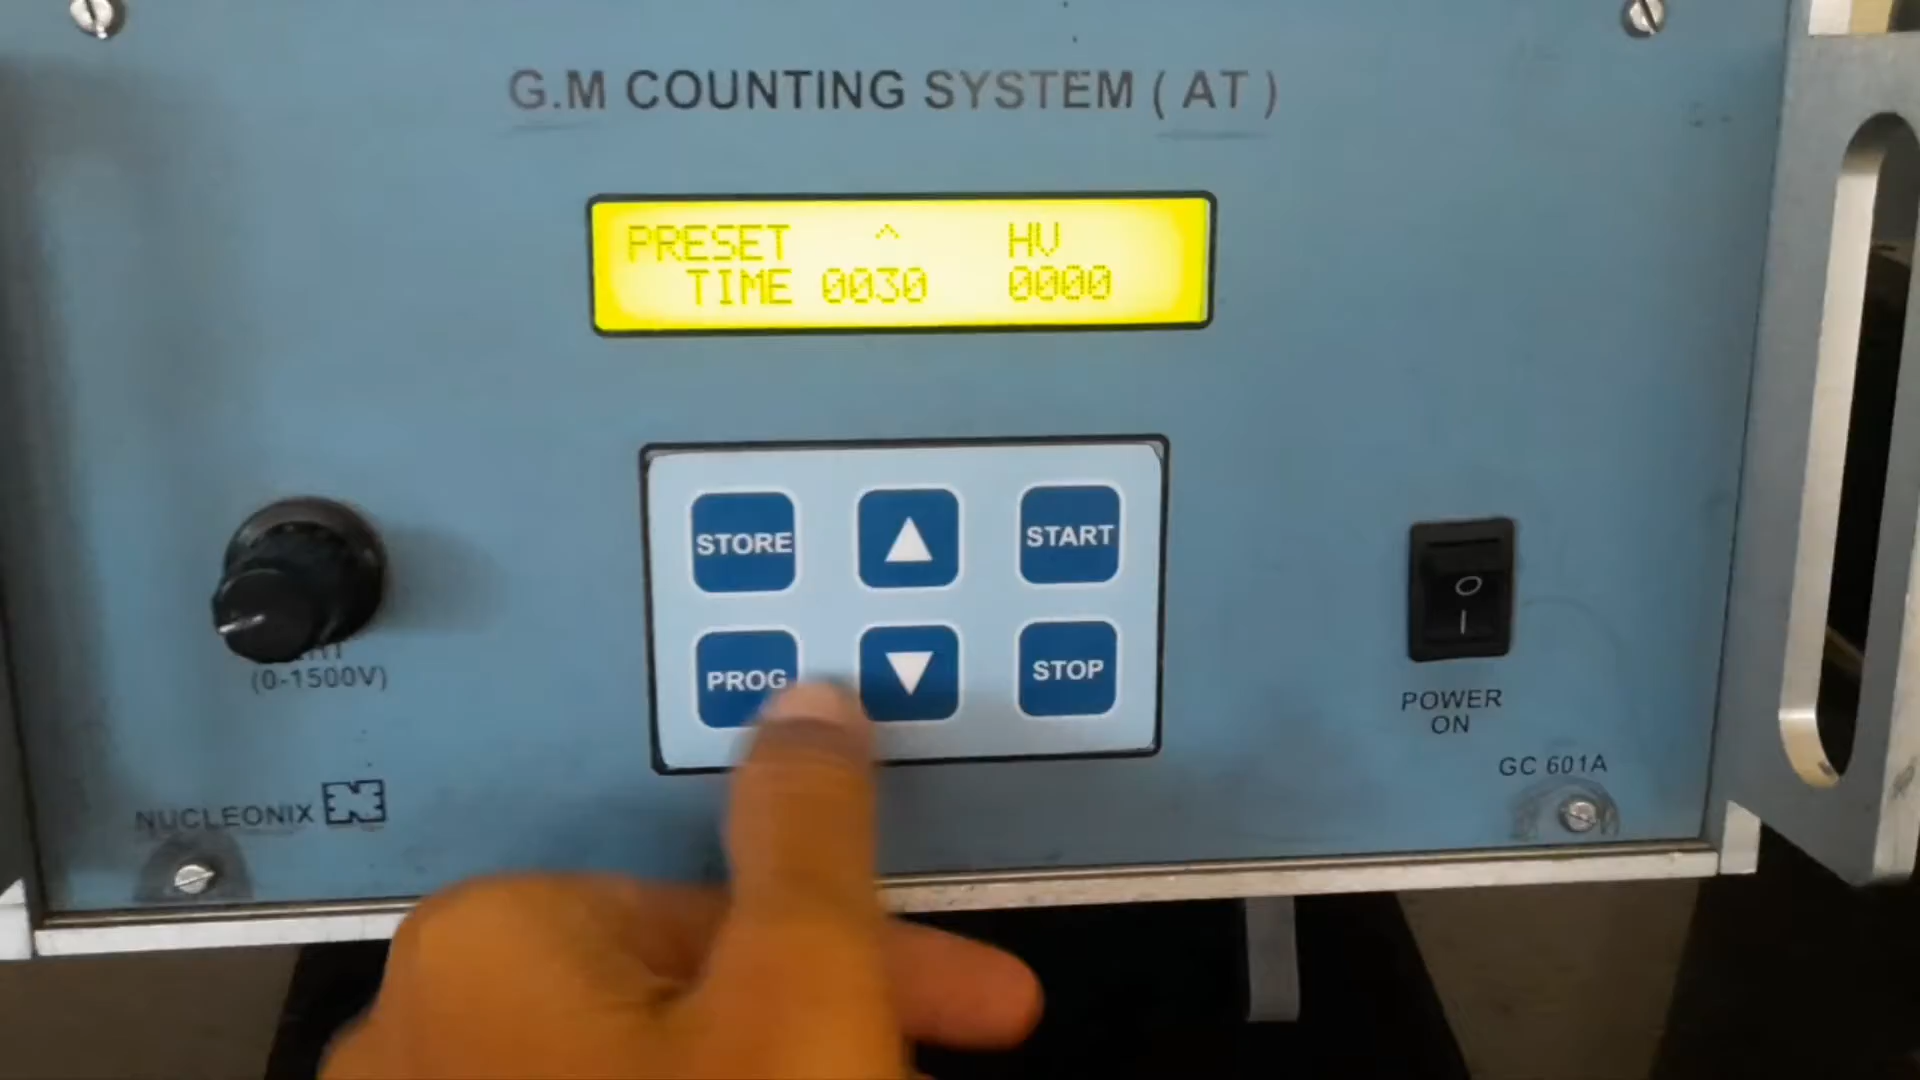 G.M COUNTING SYSTEM ( AT )
PRESET ^ HV
TIME 0030 0000
STORE
▲
START
PROG
▼
STOP
(0-1500V)
O
I
POWER
ON
NUCLEONIX
GC 601A